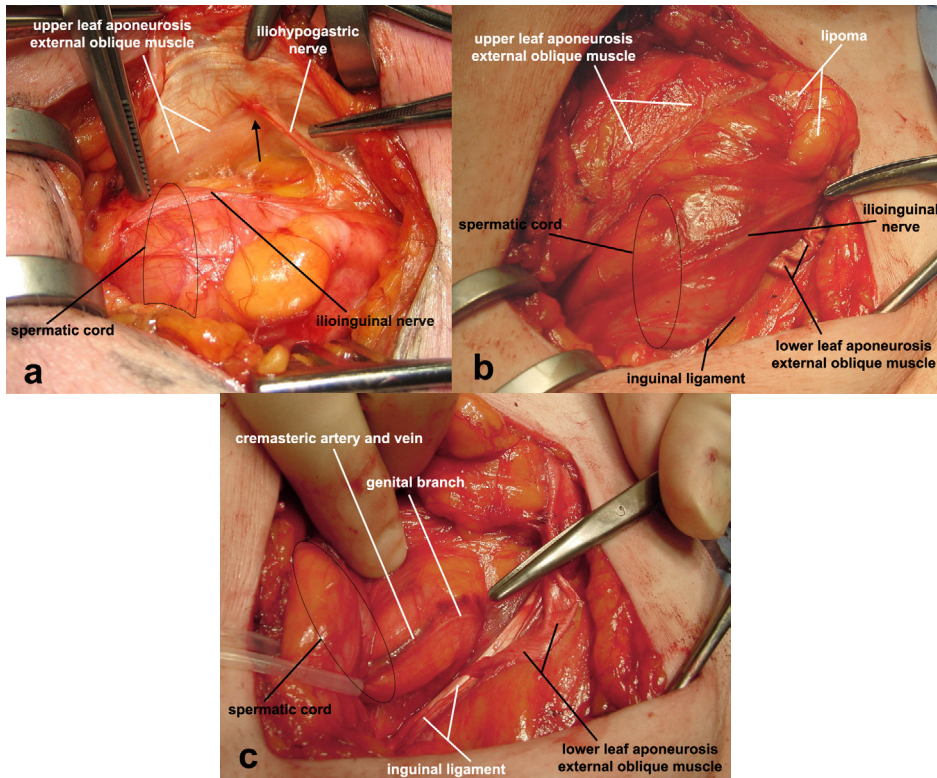 upper leaf aponeurosis
external oblique muscle
iliohypogastric
nerve
spermatic cord
ilioinguinal nerve
a
upper leaf aponeurosis
external oblique muscle
lipoma
spermatic cord
ilioinguinal
nerve
lower leaf aponeurosis
external oblique muscle
inguinal ligament
b
cremasteric artery and vein
genital branch
spermatic cord
lower leaf aponeurosis
external oblique muscle
inguinal ligament
c